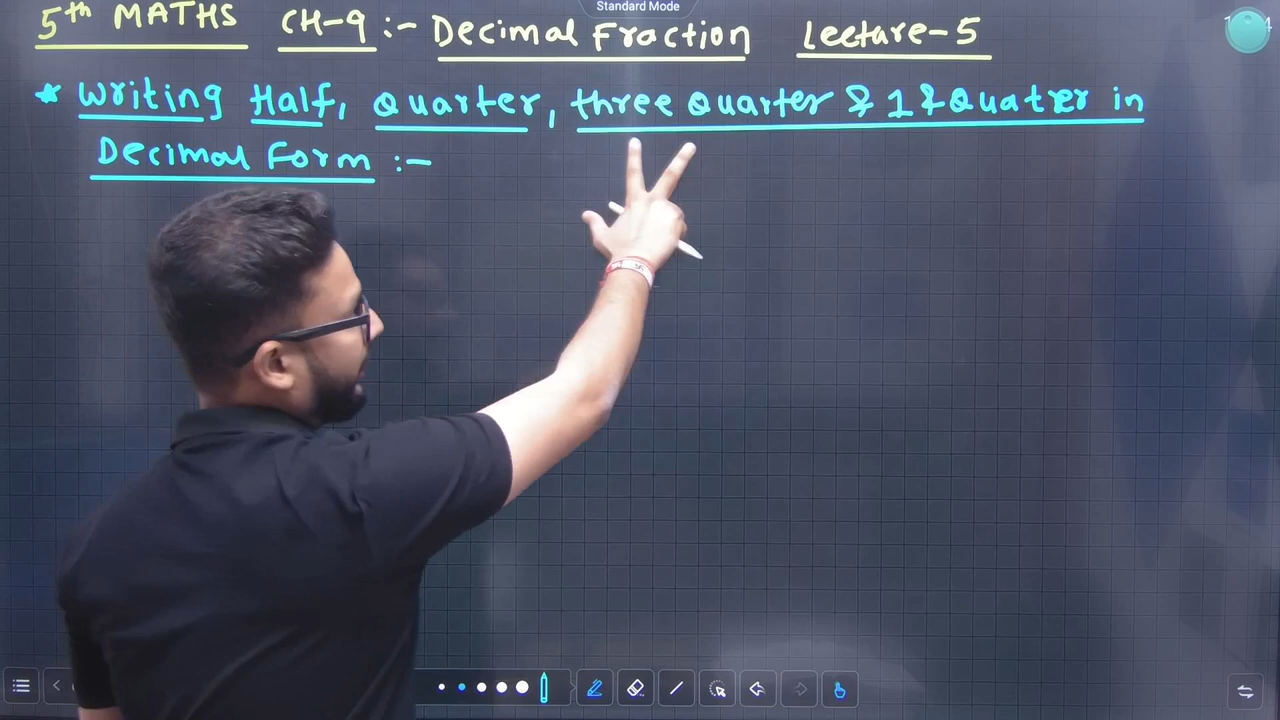 Standard Mode
5th MATHS CH-9 :- Decimal Fraction Lecture-5
* Writing Half, Quarter, three Quarter & 1 & Quatrer in
Decimal Form :-